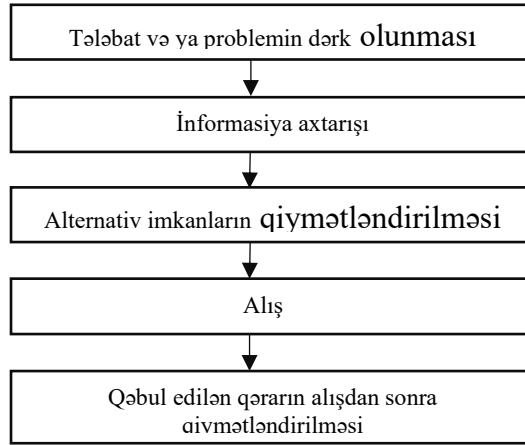 Tələbat və ya problemin dərk olunması
İnformasiya axtarışı
Alternativ imkanların qiymətləndirilməsi
Alış
Qəbul edilən qərarın alışdan sonra
qiymətləndirilməsi